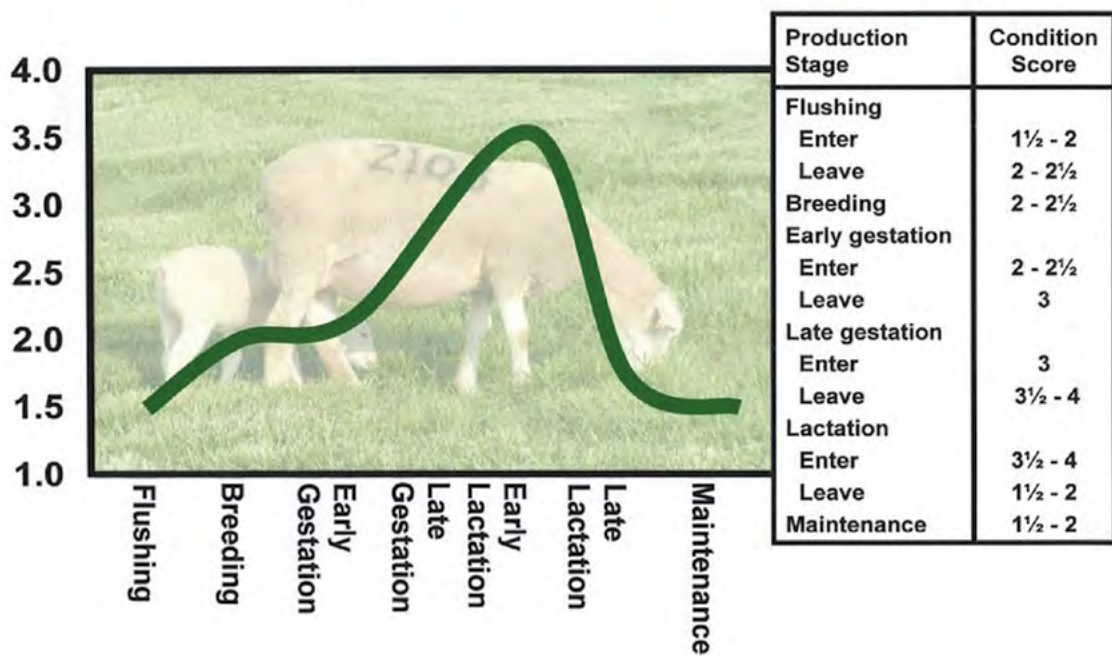 4.0
3.5
3.0
2.5
2.0
1.5
1.0
Flushing
Breeding
Early
Gestation
Late
Gestation
Early
Lactation
Late
Lactation
Maintenance
Production Stage Condition Score
Flushing
Enter 1½ - 2
Leave 2 - 2½
Breeding 2 - 2½
Early gestation
Enter 2 - 2½
Leave 3
Late gestation
Enter 3
Leave 3½ - 4
Lactation
Enter 3½ - 4
Leave 1½ - 2
Maintenance 1½ - 2